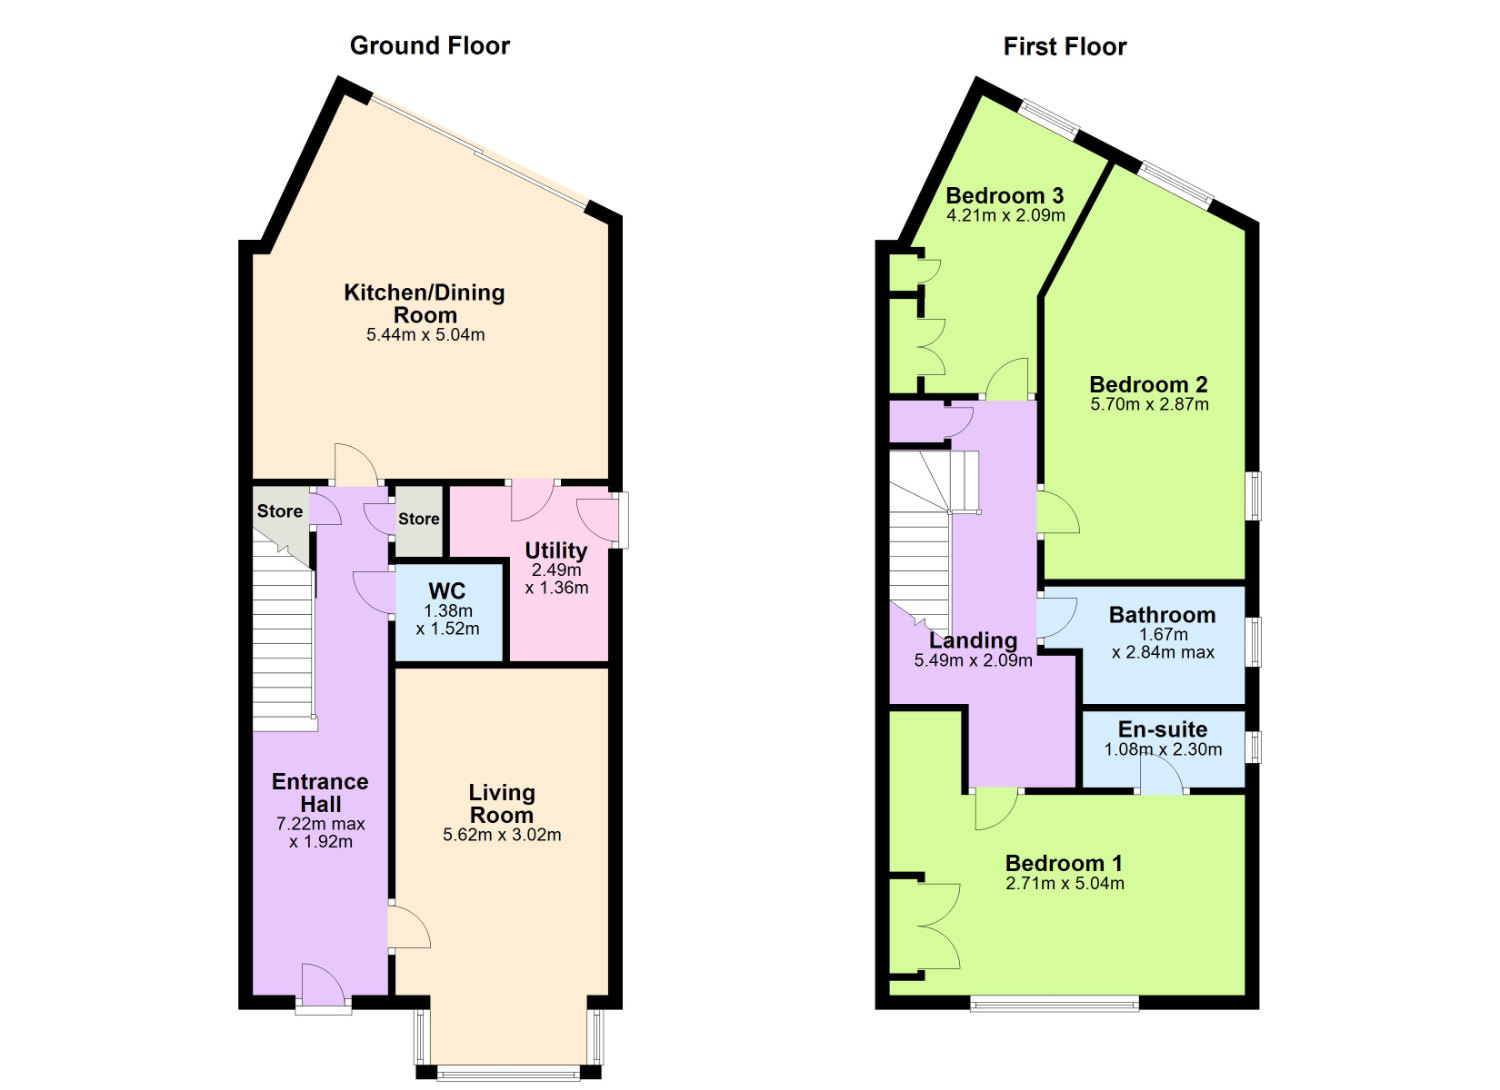 Ground Floor
Kitchen/Dining
Room
5.44m x 5.04m
Store
Store
Utility
2.49m
x 1.36m
WC
1.38m
x 1.52m
Entrance
Hall
7.22m max
x 1.92m
Living
Room
5.62m x 3.02m
First Floor
Bedroom 3
4.21m x 2.09m
Bedroom 2
5.70m x 2.87m
Bathroom
1.67m
x 2.84m max
Landing
5.49m x 2.09m
En-suite
1.08m x 2.30m
Bedroom 1
2.71m x 5.04m